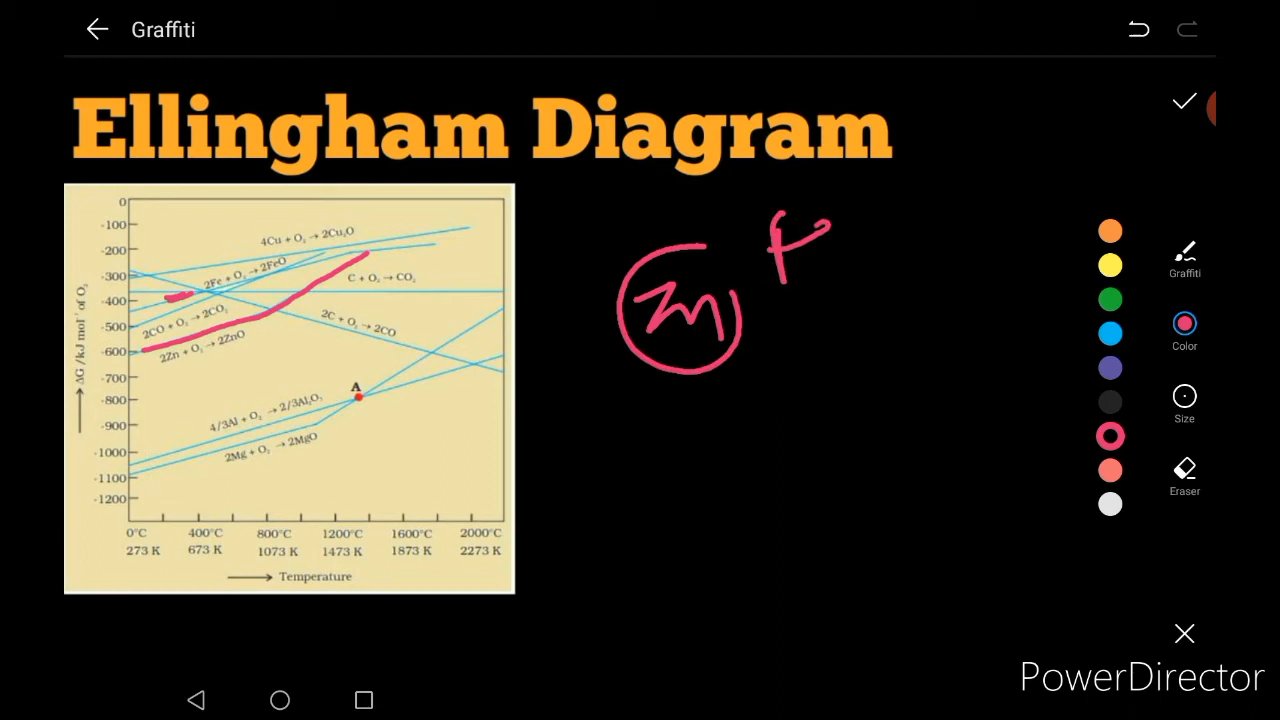 Graffiti
Ellingham Diagram
0
-100
-200
-300
-400
-500
-600
-700
-800
-900
-1000
-1100
-1200
ΔG /kJ mol⁻¹ of O₂
4Cu + O₂ → 2Cu₂O
2Fe + O₂ → 2FeO
C + O₂ → CO₂
2CO + O₂ → 2CO₂
2C + O₂ → 2CO
2Zn + O₂ → 2ZnO
A
4/3Al + O₂ → 2/3Al₂O₃
2Mg + O₂ → 2MgO
0°C 400°C 800°C 1200°C 1600°C 2000°C
273 K 673 K 1073 K 1473 K 1873 K 2273 K
Temperature
Zn
Graffiti
Color
Size
Eraser
PowerDirector